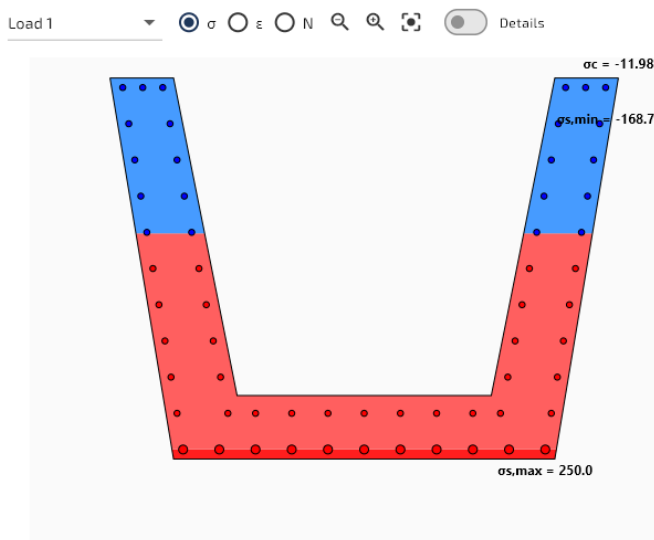 Load 1 σ ε N Details
σc = -11.98
σs,min = -168.7
σs,max = 250.0